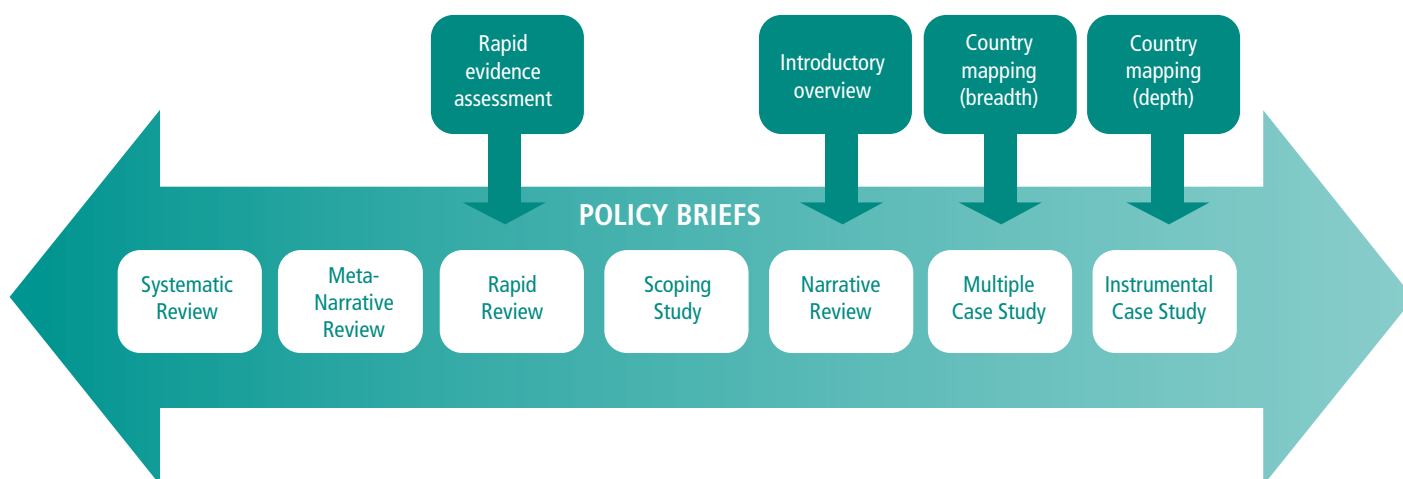 Rapid
evidence
assessment
Introductory
overview
Country
mapping
(breadth)
Country
mapping
(depth)
POLICY BRIEFS
Systematic
Review
Meta-
Narrative
Review
Rapid
Review
Scoping
Study
Narrative
Review
Multiple
Case Study
Instrumental
Case Study